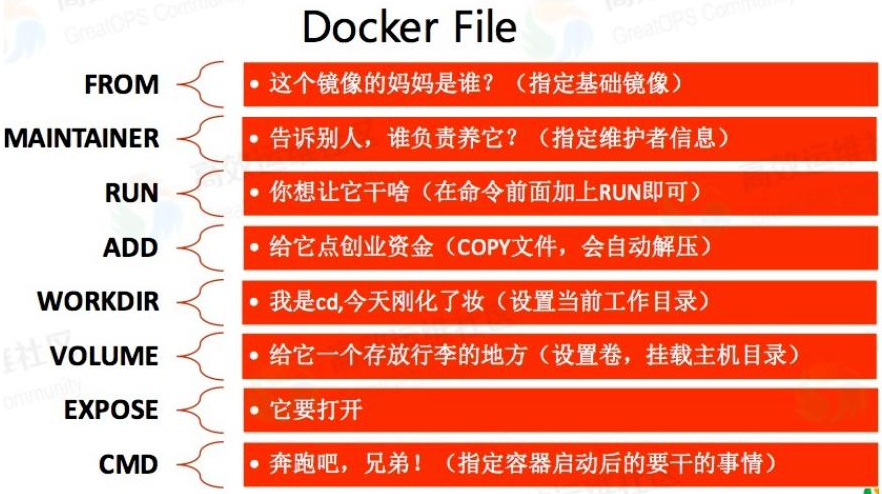 Docker File
FROM
• 这个镜像的妈妈是谁？（指定基础镜像）
MAINTAINER
• 告诉别人，谁负责养它？（指定维护者信息）
RUN
• 你想让它干啥（在命令前面加上RUN即可）
ADD
• 给它点创业资金（COPY文件，会自动解压）
WORKDIR
• 我是cd,今天刚化了妆（设置当前工作目录）
VOLUME
• 给它一个存放行李的地方（设置卷，挂载主机目录）
EXPOSE
• 它要打开
CMD
• 奔跑吧，兄弟！（指定容器启动后的要干的事情）
GreatOPS Community